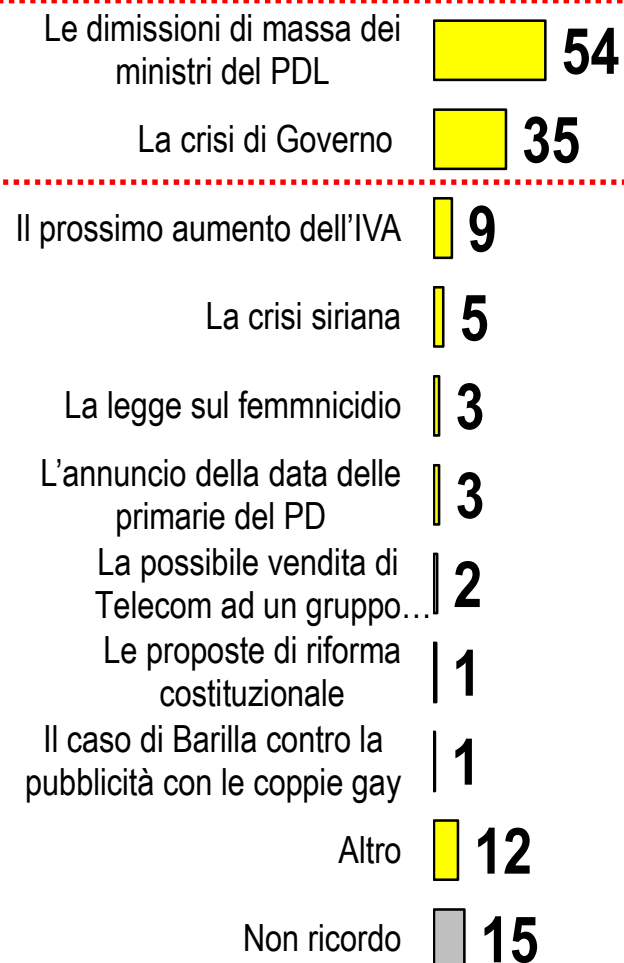 Le dimissioni di massa dei
ministri del PDL
54
La crisi di Governo
35
Il prossimo aumento dell'IVA
9
La crisi siriana
5
La legge sul femmnicidio
3
L'annuncio della data delle
primarie del PD
3
La possibile vendita di
Telecom ad un gruppo…
2
Le proposte di riforma
costituzionale
1
Il caso di Barilla contro la
pubblicità con le coppie gay
1
Altro
12
Non ricordo
15